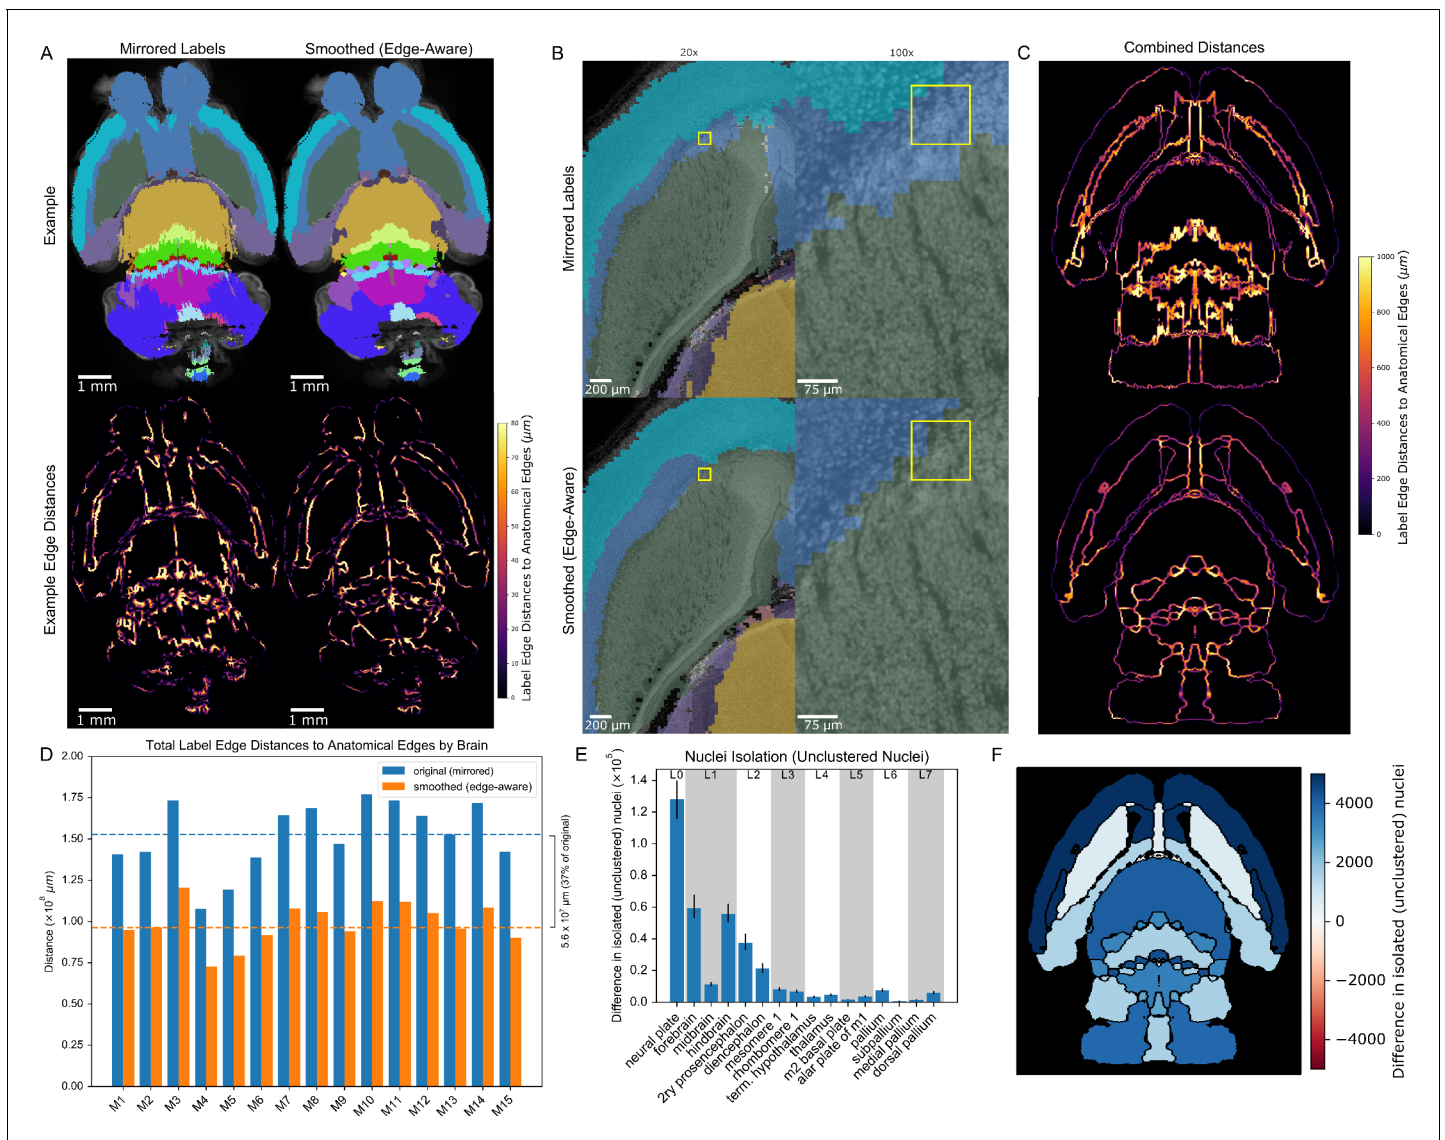 A
Mirrored Labels
Smoothed (Edge-Aware)
Example
1 mm
1 mm
Example Edge Distances
1 mm
1 mm
80
70
60
50
40
30
20
10
0
Label Edge Distances to Anatomical Edges (μm)
B
20x
100x
Mirrored Labels
200 μm
75 μm
Smoothed (Edge-Aware)
200 μm
75 μm
C
Combined Distances
1000
800
600
400
200
0
Label Edge Distances to Anatomical Edges (μm)
D
Total Label Edge Distances to Anatomical Edges by Brain
original (mirrored)
smoothed (edge-aware)
Distance (×10⁸ μm)
2.00
1.75
1.50
1.25
1.00
0.75
0.50
0.25
0.00
M1 M2 M3 M4 M5 M6 M7 M8 M9 M10 M11 M12 M13 M14 M15
5.6 x 10⁷ μm (37% of original)
E
Nuclei Isolation (Unclustered Nuclei)
L0 L1 L2 L3 L4 L5 L6 L7
Difference in isolated (unclustered) nuclei (×10⁵)
1.4
1.2
1.0
0.8
0.6
0.4
0.2
0.0
neural plate
forebrain
midbrain
hindbrain
2ry prosencephalon
diencephalon
mesomere 1
rhombomere 1
term. hypothalamus
thalamus
m2 basal plate
alar plate of m1
pallium
subpallium
medial pallium
dorsal pallium
F
4000
2000
0
−2000
−4000
Difference in isolated (unclustered) nuclei